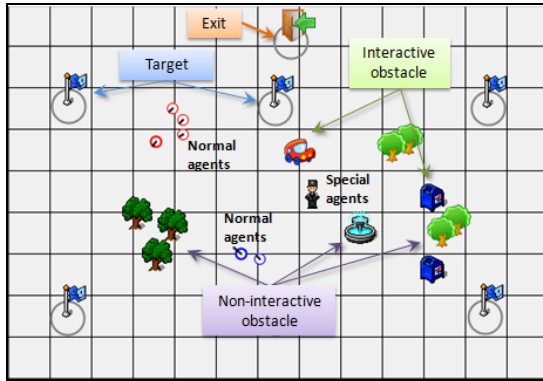 Exit
Interactive
obstacle
Target
Normal
agents
Special
agents
Normal
agents
Non-interactive
obstacle